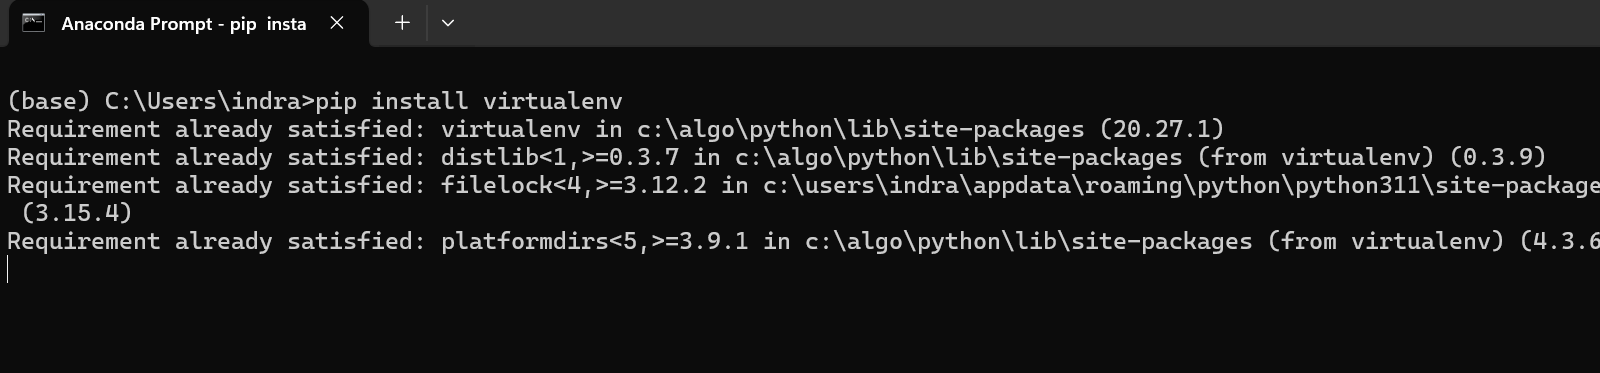 Anaconda Prompt - pip  insta
(base) C:\Users\indra>pip install virtualenv
Requirement already satisfied: virtualenv in c:\algo\python\lib\site-packages (20.27.1)
Requirement already satisfied: distlib<1,>=0.3.7 in c:\algo\python\lib\site-packages (from virtualenv) (0.3.9)
Requirement already satisfied: filelock<4,>=3.12.2 in c:\users\indra\appdata\roaming\python\python311\site-package
(3.15.4)
Requirement already satisfied: platformdirs<5,>=3.9.1 in c:\algo\python\lib\site-packages (from virtualenv) (4.3.6